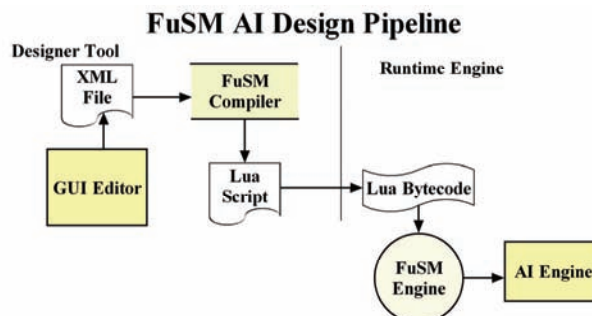 FuSM AI Design Pipeline
Designer Tool
Runtime Engine
XML
File
FuSM
Compiler
GUI Editor
Lua
Script
Lua Bytecode
FuSM
Engine
AI Engine